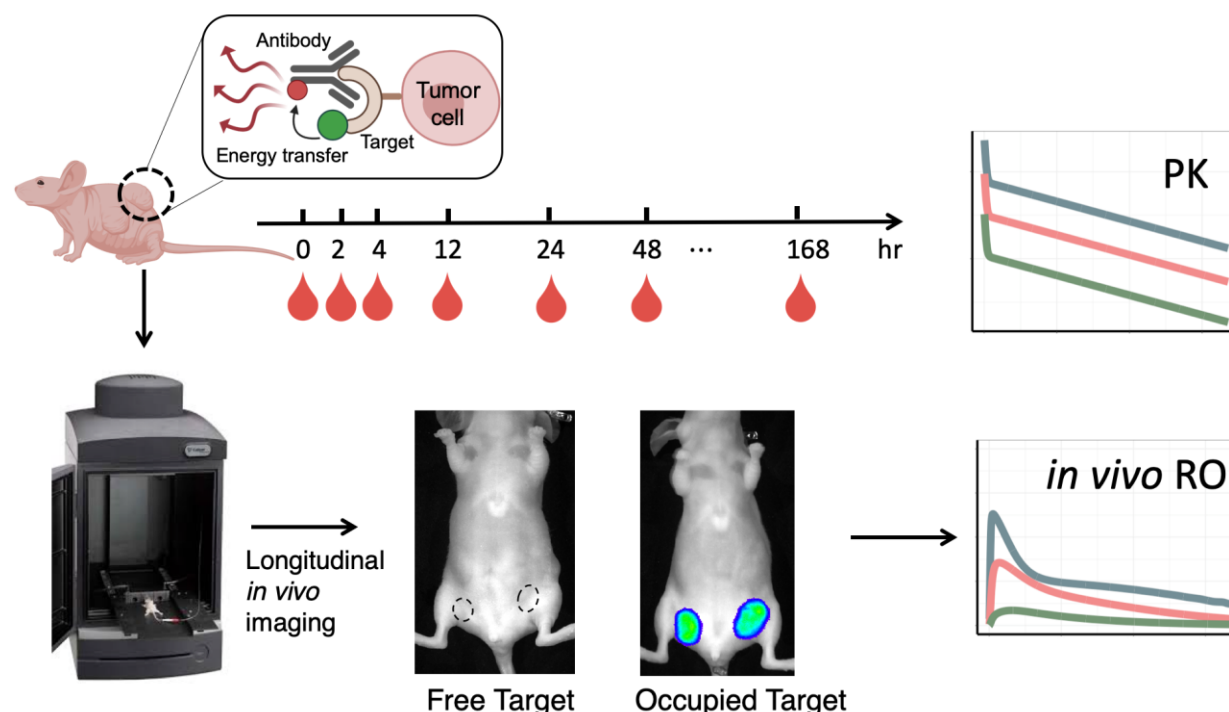 Antibody
Tumor
cell
Target
Energy transfer
0 2 4 12 24 48 ... 168 hr
PK
Longitudinal
in vivo
imaging
in vivo RO
Free Target
Occupied Target